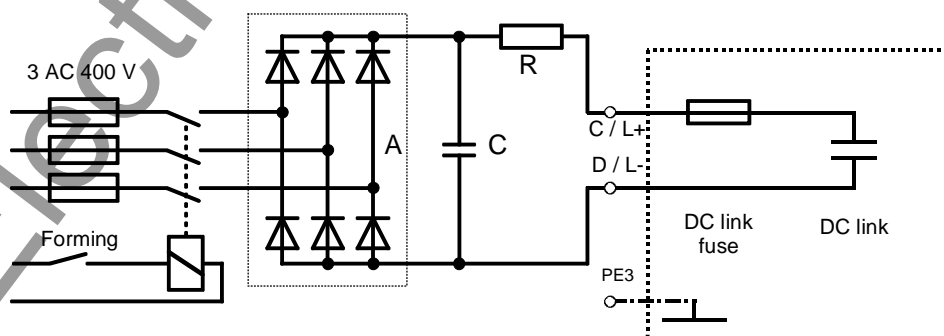 3 AC 400 V
A
C
R
C / L+
D / L-
Forming
DC link
fuse
DC link
PE3